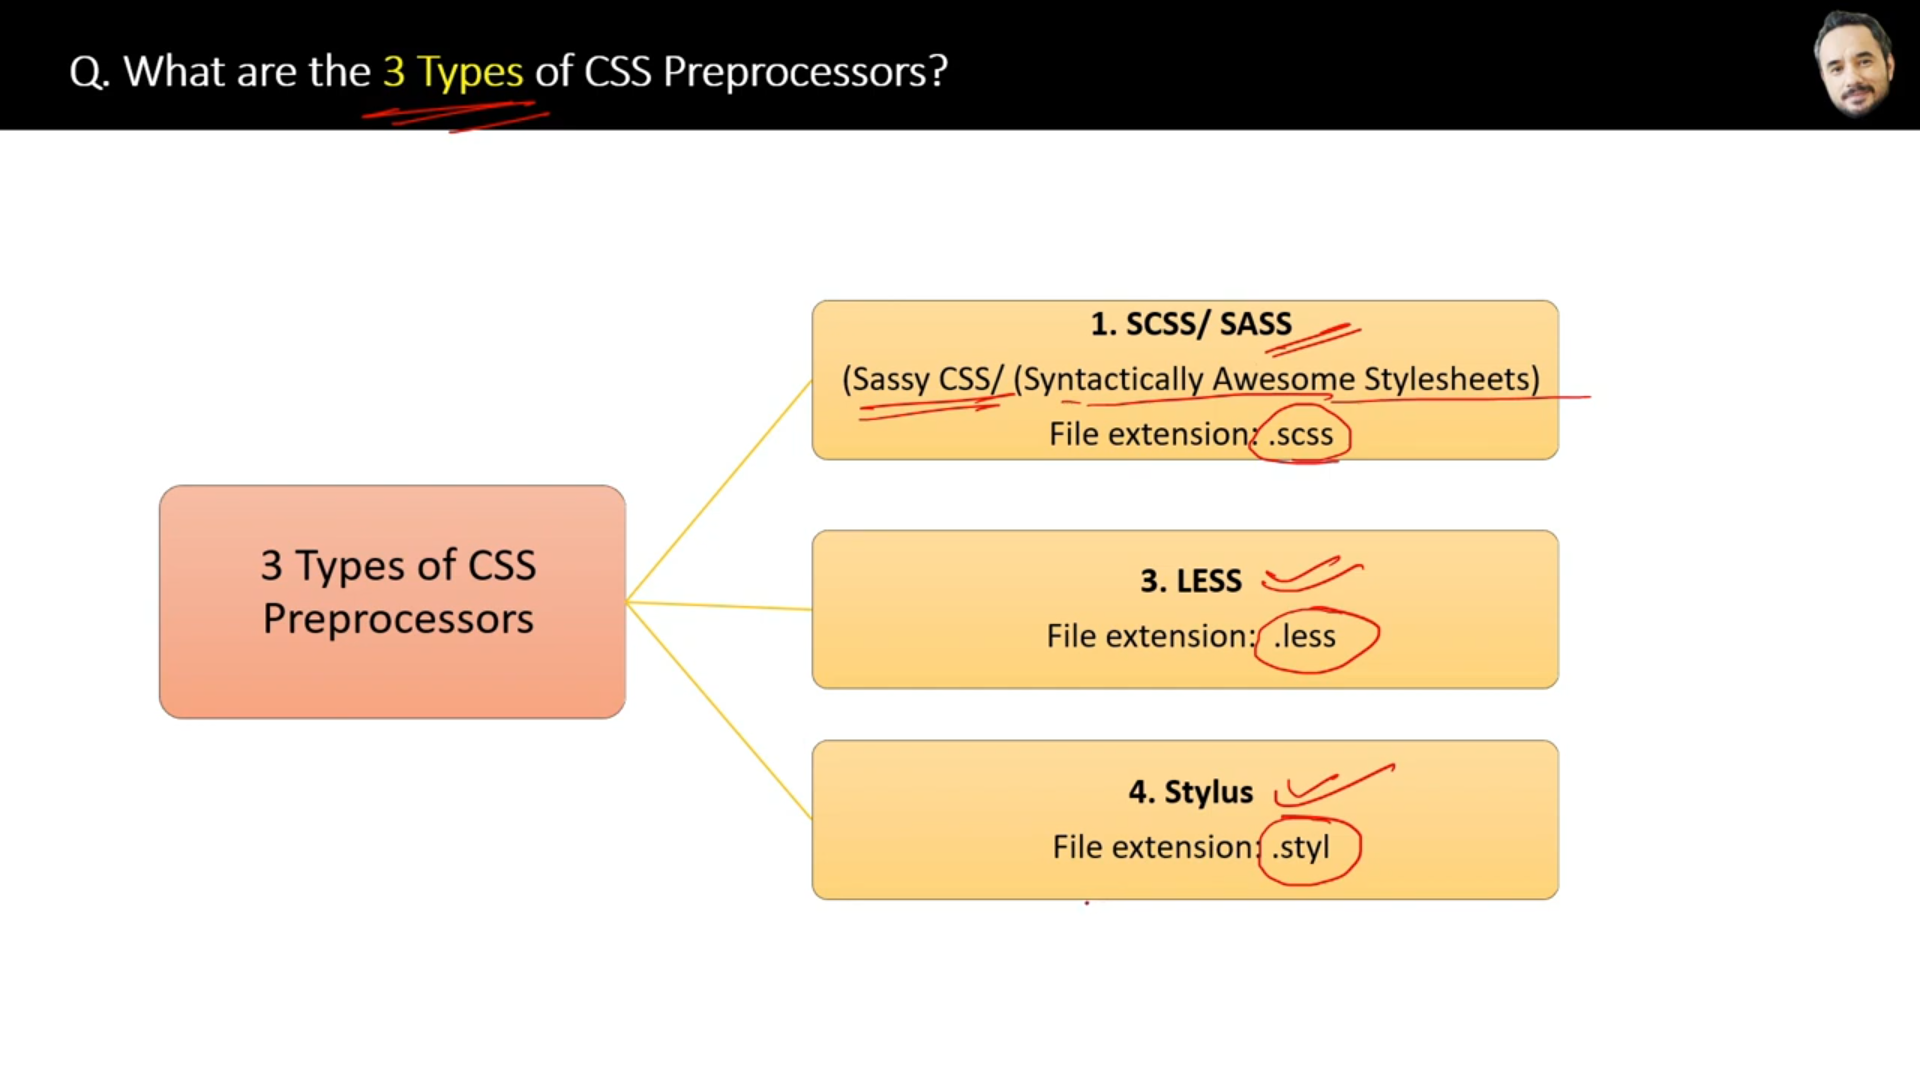 Q. What are the 3 Types of CSS Preprocessors?
1. SCSS/ SASS
(Sassy CSS/ (Syntactically Awesome Stylesheets)
File extension: .scss
3 Types of CSS
Preprocessors
3. LESS
File extension: .less
4. Stylus
File extension: .styl